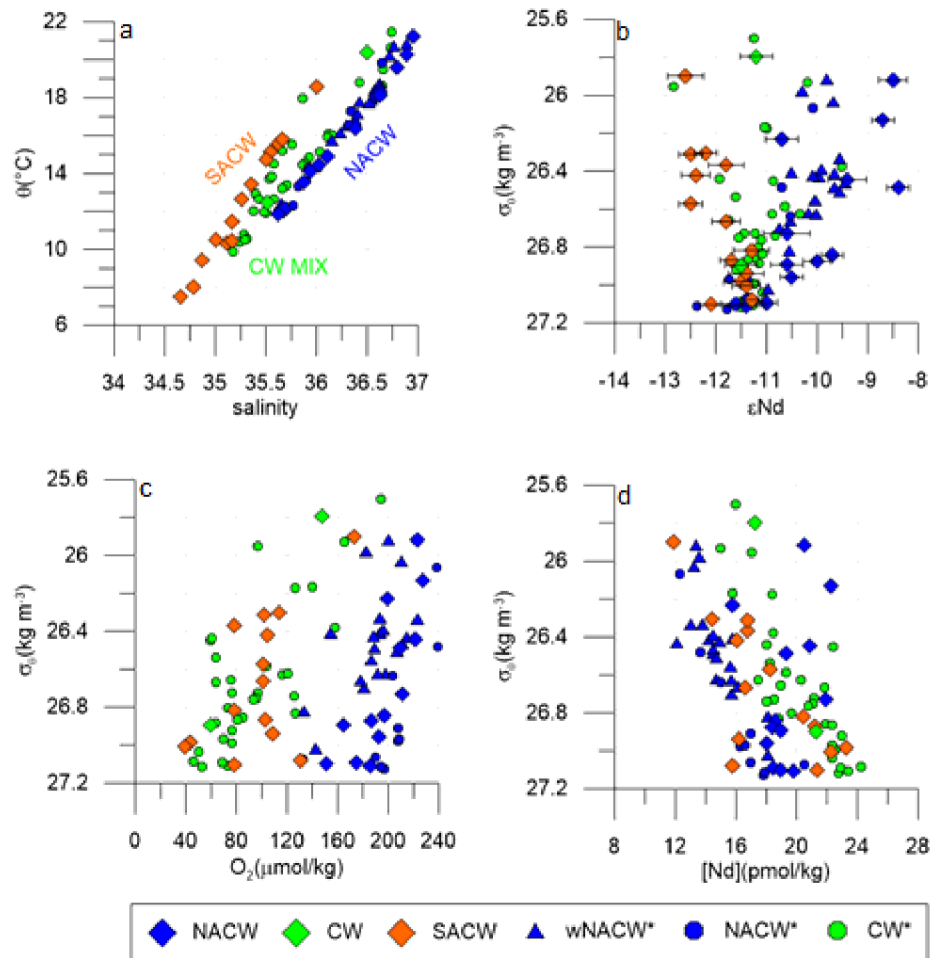 a
22
18
14
10
6
θ(°C)
SACW
NACW
CW MIX
34 34.5 35 35.5 36 36.5 37
salinity
b
25.6
26
26.4
26.8
27.2
σθ(kg m-3)
-14 -13 -12 -11 -10 -9 -8
εNd
c
25.6
26
26.4
26.8
27.2
σθ(kg m-3)
0 40 80 120 160 200 240
O2(μmol/kg)
d
25.6
26
26.4
26.8
27.2
σθ(kg m-3)
8 12 16 20 24 28
[Nd](pmol/kg)
NACW CW SACW wNACW* NACW* CW*